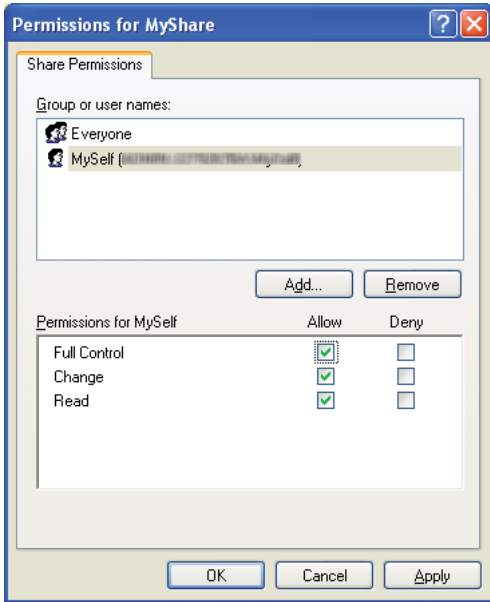 Permissions for MyShare
Share Permissions
Group or user names:
Everyone
MySelf (
Add... Remove
Permissions for MySelf Allow Deny
Full Control
Change
Read
OK Cancel Apply